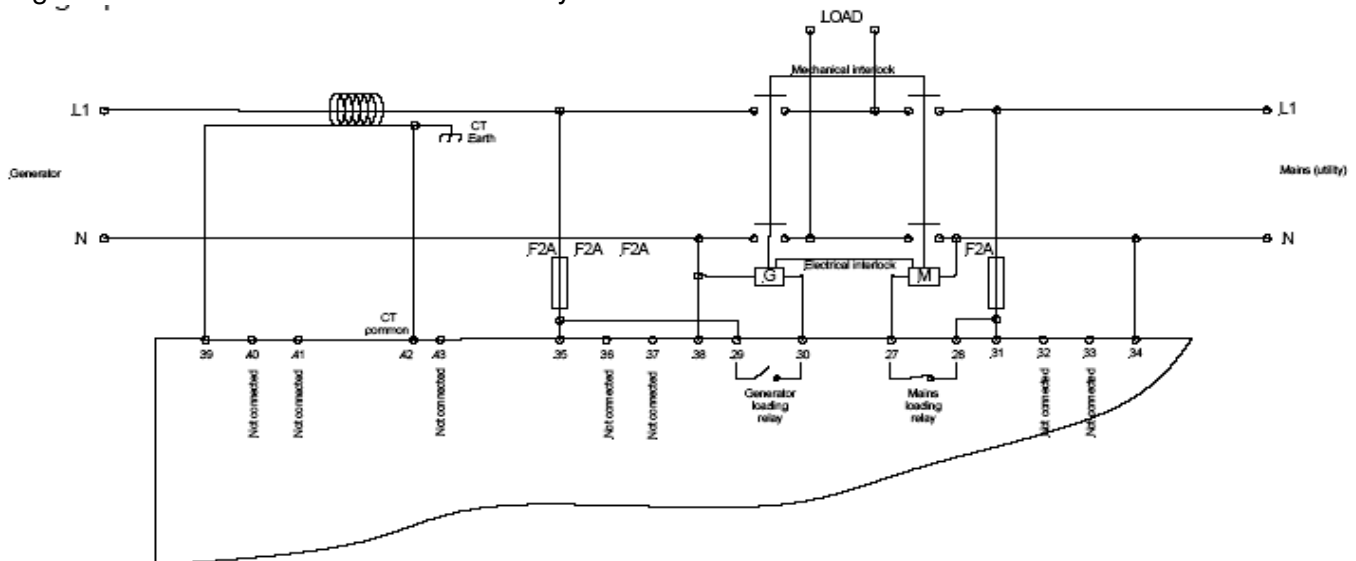 LOAD
Mechanical interlock
L1
CT
Earth
L1
Generator
Mains (utility)
N
F2A
F2A
F2A
Electrical interlock
G
M
F2A
N
CT
common
39
40
41
42
43
35
36
37
38
29
30
27
28
31
32
33
34
Not connected
Not connected
Not connected
Not connected
Not connected
Generator
loading
relay
Mains
loading
relay
Not connected
Not connected